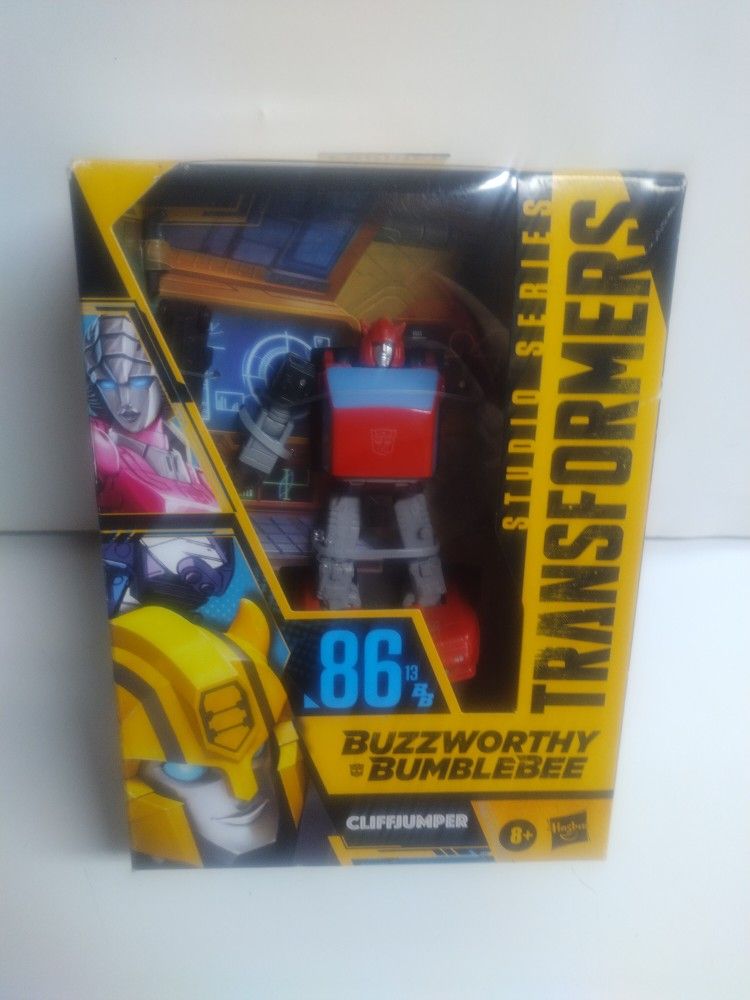 STUDIO SERIES
TRANSFORMERS
86
13
BB
BUZZWORTHY
BUMBLEBEE
CLIFFJUMPER
8+
Hasbro